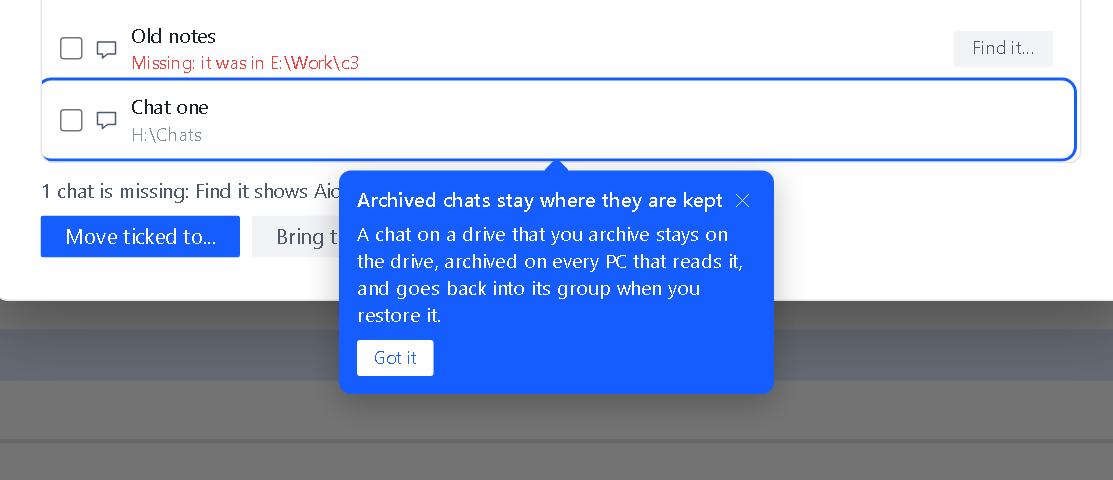 Old notes
Missing: it was in E:\Work\c3
Find it...
Chat one
H:\Chats
1 chat is missing: Find it shows
Move ticked to...
Bring
Archived chats stay where they are kept
A chat on a drive that you archive stays on
the drive, archived on every PC that reads it,
and goes back into its group when you
restore it.
Got it